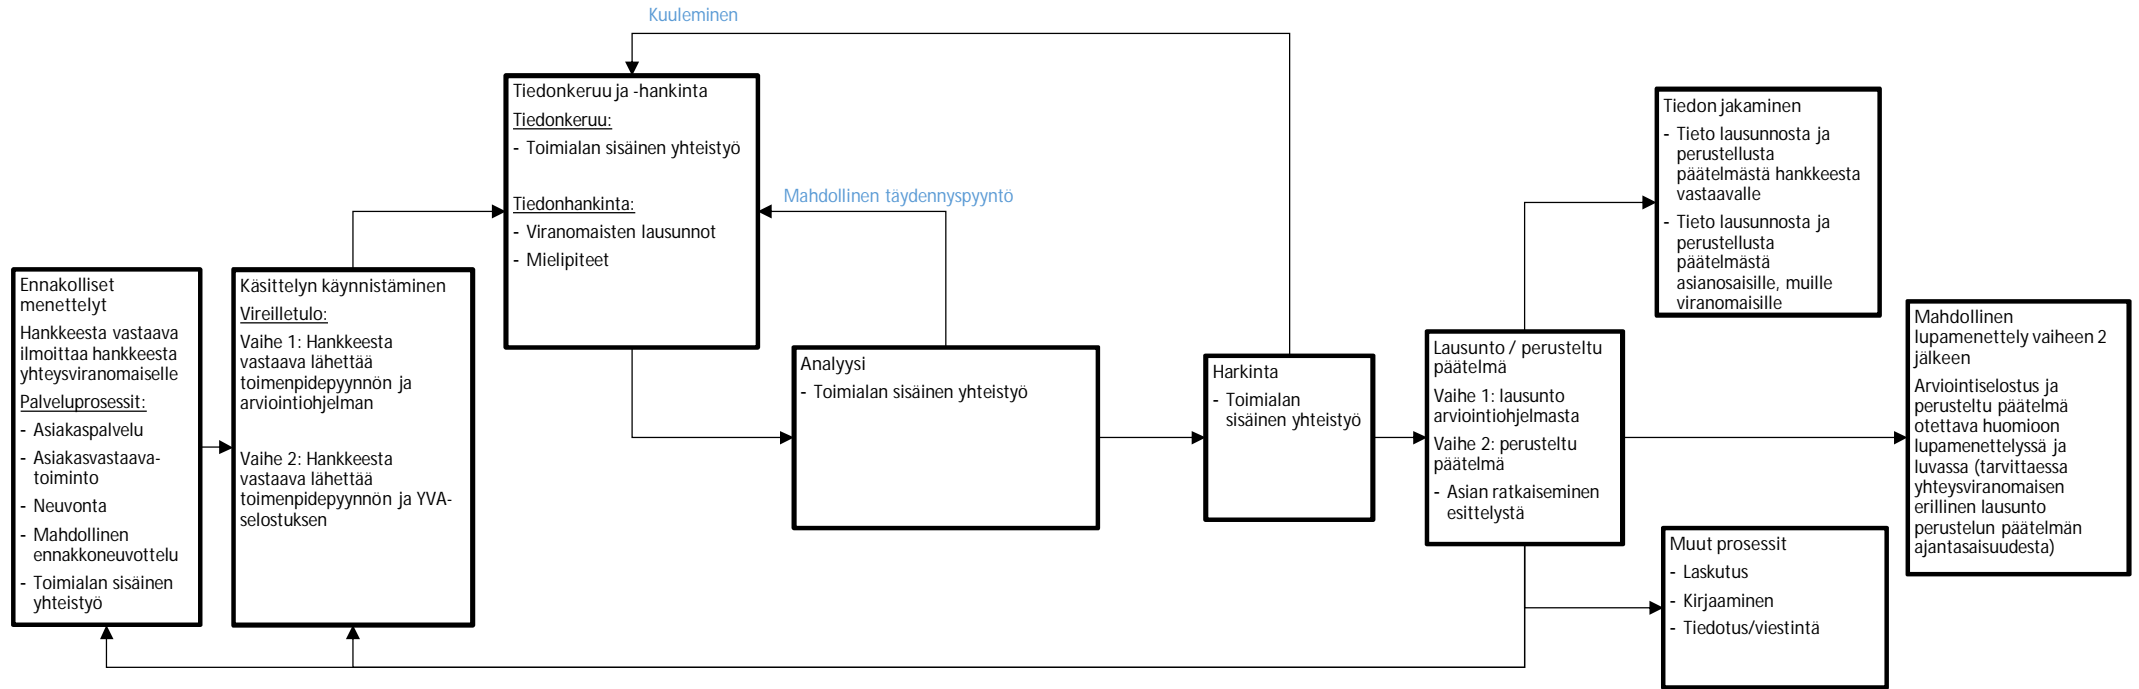 Kuuleminen
Tiedonkeruu ja -hankinta
Tiedonkeruu:
- Toimialan sisäinen yhteistyö
Tiedonhankinta:
- Viranomaisten lausunnot
- Mielipiteet
Mahdollinen täydennyspyyntö
Ennakolliset
menettelyt
Hankkeesta vastaava
ilmoittaa hankkeesta
yhteysviranomaiselle
Palveluprosessit:
- Asiakaspalvelu
- Asiakasvastaava-
toiminto
- Neuvonta
- Mahdollinen
ennakkoneuvottelu
- Toimialan sisäinen
yhteistyö
Käsittelyn käynnistäminen
Vireilletulo:
Vaihe 1: Hankkeesta
vastaava lähettää
toimenpidepyynnön ja
arviointiohjelman
Vaihe 2: Hankkeesta
vastaava lähettää
toimenpidepyynnön ja YVA-
selostuksen
Analyysi
- Toimialan sisäinen yhteistyö
Harkinta
- Toimialan
sisäinen yhteistyö
Lausunto / perusteltu
päätelmä
Vaihe 1: lausunto
arviointiohjelmasta
Vaihe 2: perusteltu
päätelmä
- Asian ratkaiseminen
esittelystä
Tiedon jakaminen
- Tieto lausunnosta ja
perustellusta
päätelmästä hankkeesta
vastaavalle
- Tieto lausunnosta ja
perustellusta
päätelmästä
asianosaisille, muille
viranomaisille
Mahdollinen
lupamenettely vaiheen 2
jälkeen
Arviointiselostus ja
perusteltu päätelmä
otettava huomioon
lupamenettelyssä ja
luvassa (tarvittaessa
yhteysviranomaisen
erillinen lausunto
perustelun päätelmän
ajantasaisuudesta)
Muut prosessit
- Laskutus
- Kirjaaminen
- Tiedotus/viestintä